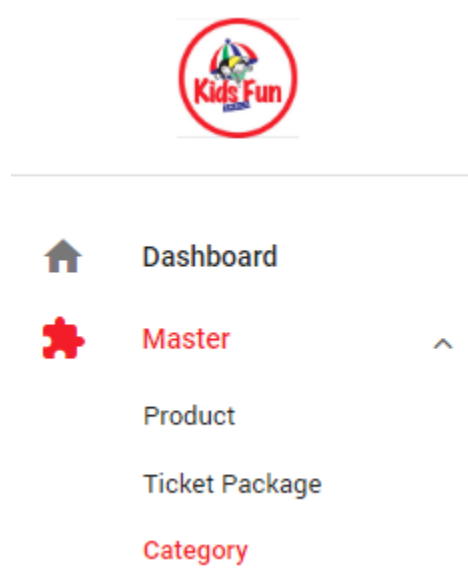 Kids Fun
Dashboard
Master
Product
Ticket Package
Category